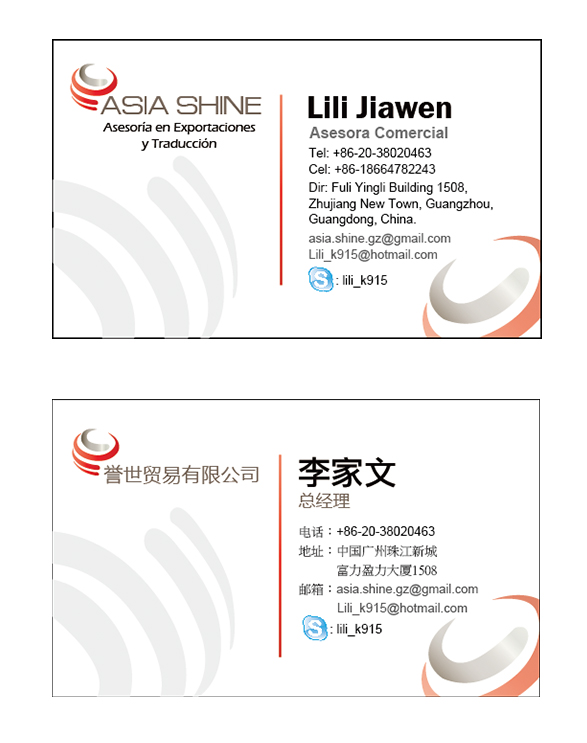 ASIA SHINE
Asesoría en Exportaciones
y Traducción
Lili Jiawen
Asesora Comercial
Tel: +86-20-38020463
Cel: +86-18664782243
Dir: Fuli Yingli Building 1508,
Zhujiang New Town, Guangzhou,
Guangdong, China.
asia.shine.gz@gmail.com
Lili_k915@hotmail.com
S : lili_k915
誉世贸易有限公司
李家文
总经理
电话：+86-20-38020463
地址：中国广州珠江新城
富力盈力大厦1508
邮箱：asia.shine.gz@gmail.com
Lili_k915@hotmail.com
S : lili_k915